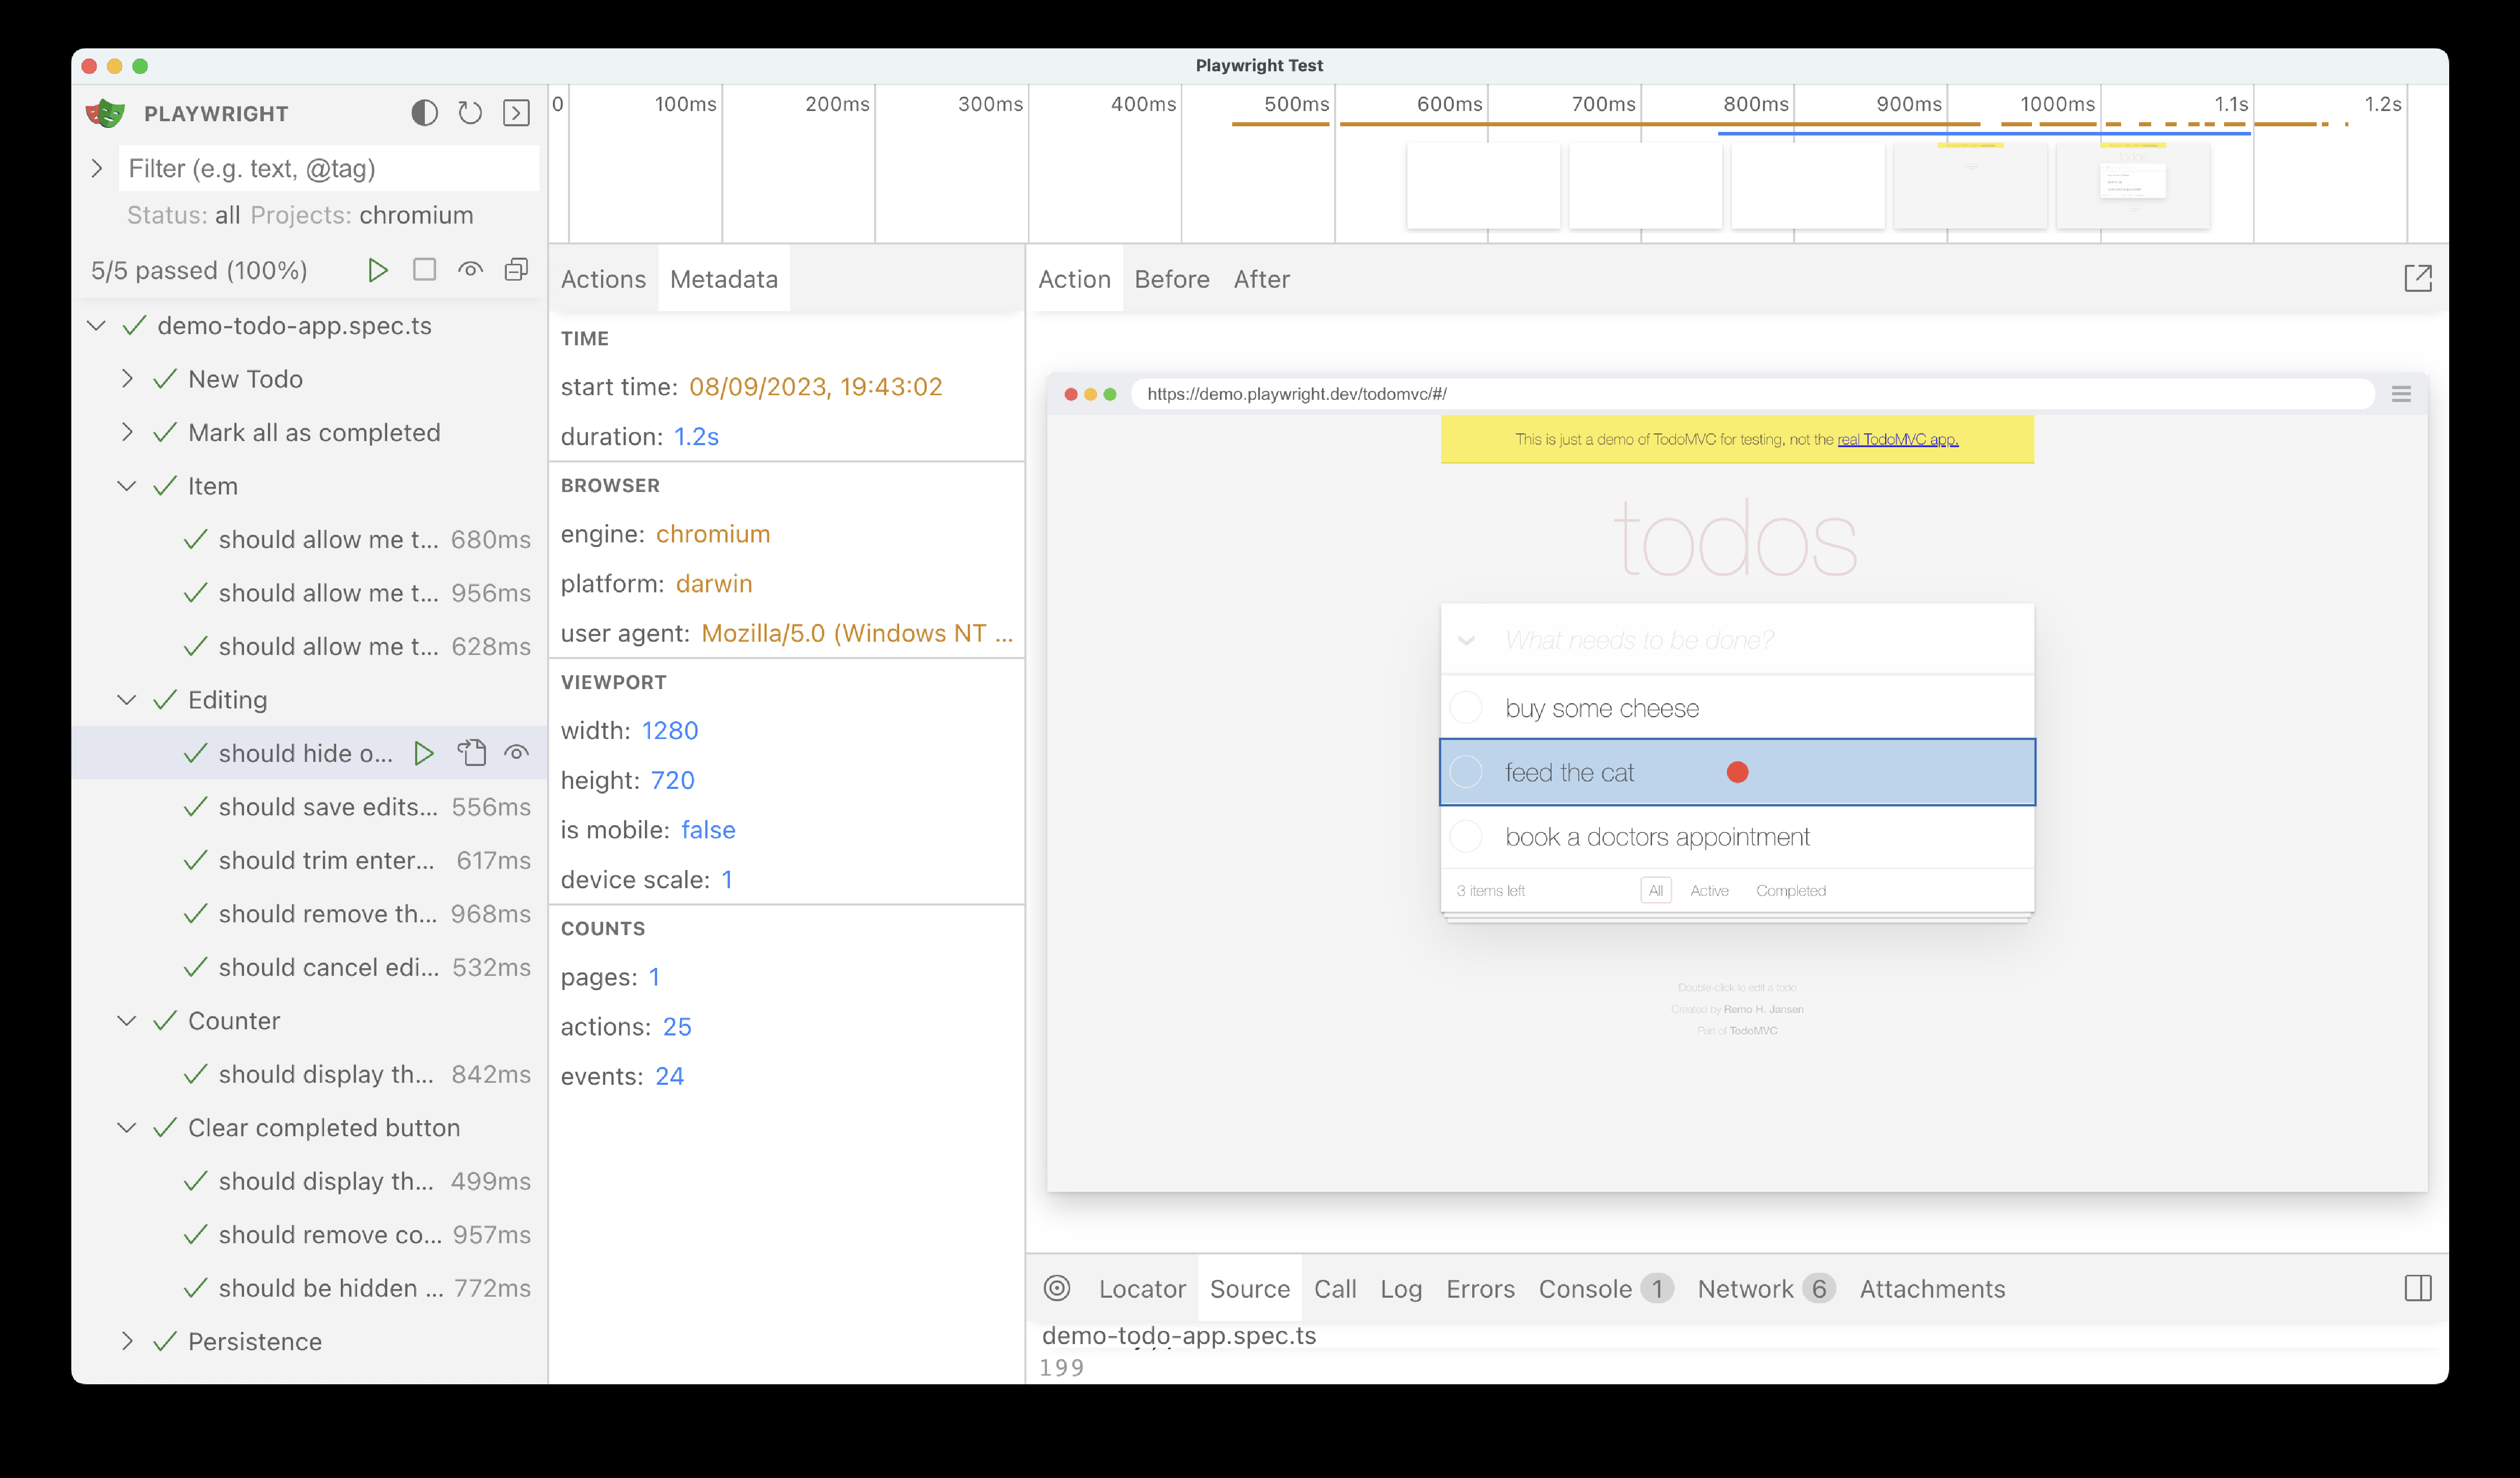 Playwright Test
PLAYWRIGHT
Filter (e.g. text, @tag)
Status: all Projects: chromium
5/5 passed (100%)
demo-todo-app.spec.ts
New Todo
Mark all as completed
Item
should allow me t... 680ms
should allow me t... 956ms
should allow me t... 628ms
Editing
should hide o...
should save edits... 556ms
should trim enter... 617ms
should remove th... 968ms
should cancel edi... 532ms
Counter
should display th... 842ms
Clear completed button
should display th... 499ms
should remove co... 957ms
should be hidden ... 772ms
Persistence
0 100ms 200ms 300ms 400ms 500ms 600ms 700ms 800ms 900ms 1000ms 1.1s 1.2s
Actions Metadata
TIME
start time: 08/09/2023, 19:43:02
duration: 1.2s
BROWSER
engine: chromium
platform: darwin
user agent: Mozilla/5.0 (Windows NT ...
VIEWPORT
width: 1280
height: 720
is mobile: false
device scale: 1
COUNTS
pages: 1
actions: 25
events: 24
Action Before After
https://demo.playwright.dev/todomvc/#/
This is just a demo of TodoMVC for testing, not the real TodoMVC app.
todos
What needs to be done?
buy some cheese
feed the cat
book a doctors appointment
3 items left All Active Completed
Double-click to edit a todo.
Created by Remo H. Jansen
Part of TodoMVC
Locator Source Call Log Errors Console 1 Network 6 Attachments
demo-todo-app.spec.ts
199